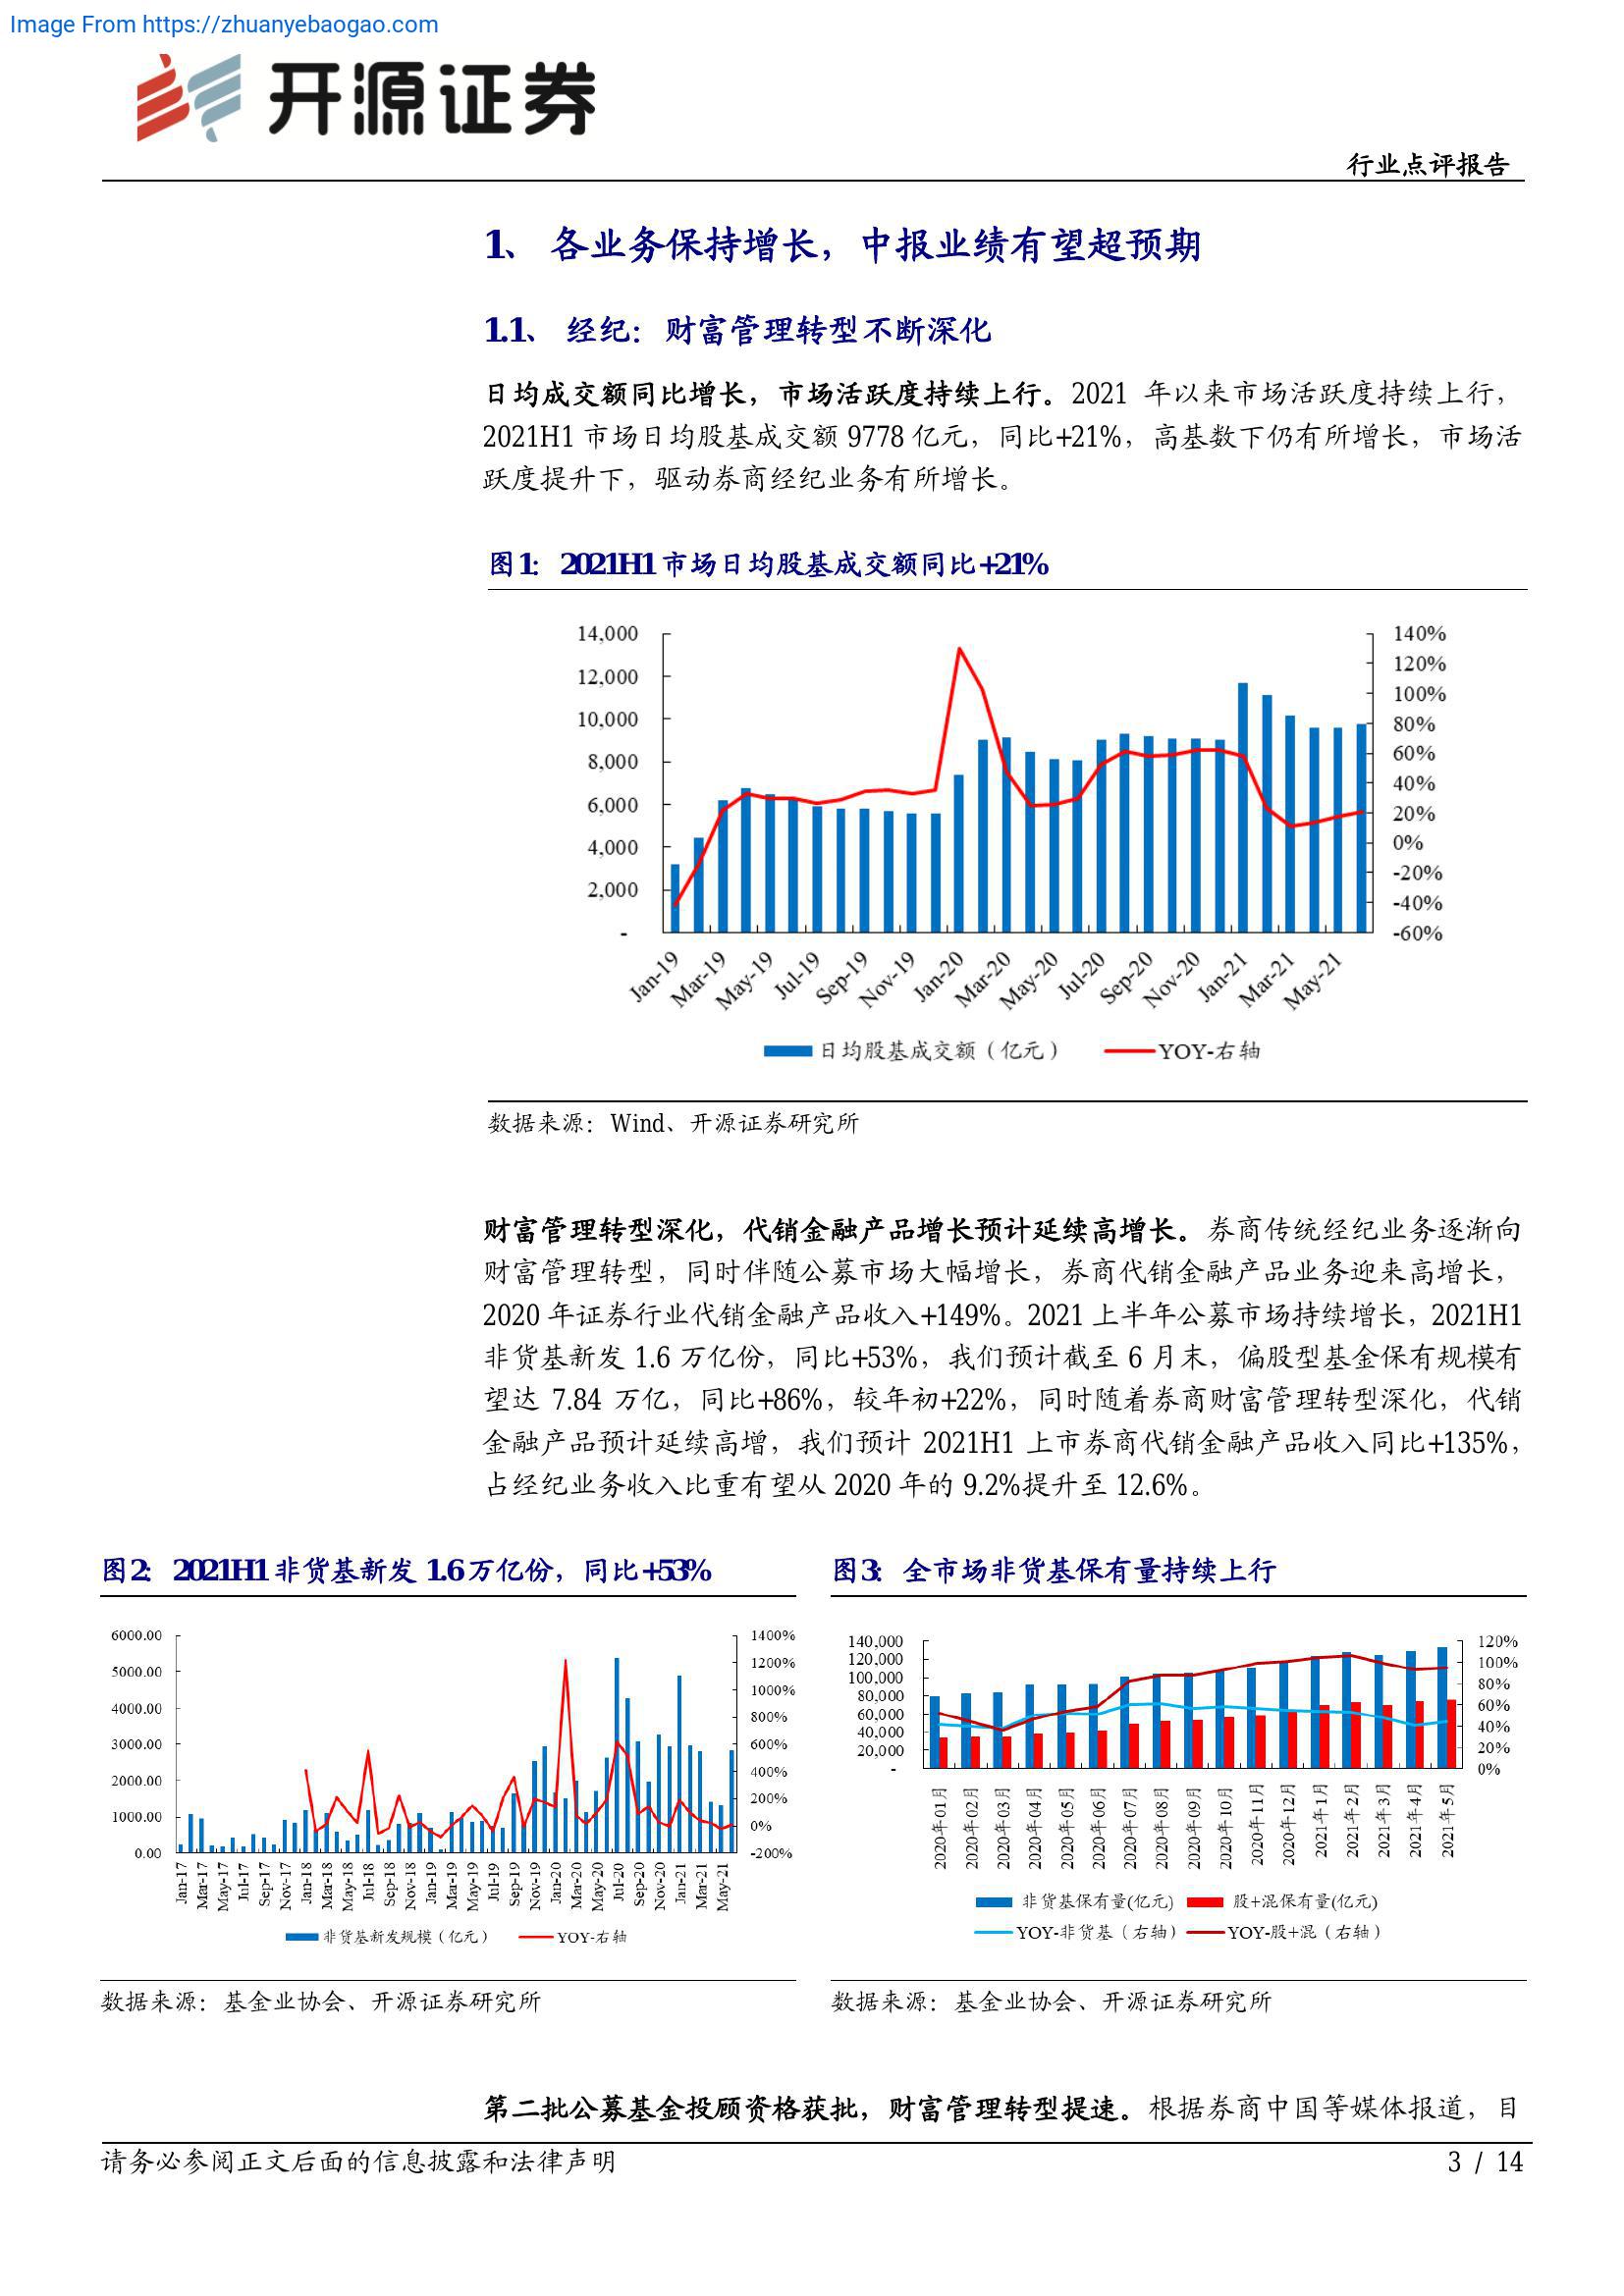 Image From https://zhuanyebaogao.com
开源证券
行业点评报告
1、 各业务保持增长，中报业绩有望超预期
1.1、 经纪：财富管理转型不断深化
日均成交额同比增长，市场活跃度持续上行。2021 年以来市场活跃度持续上行，
2021H1 市场日均股基成交额 9778 亿元，同比+21%，高基数下仍有所增长，市场活
跃度提升下，驱动券商经纪业务有所增长。
图1： 2021H1 市场日均股基成交额同比+21%
14,000
12,000
10,000
8,000
6,000
4,000
2,000
-
140%
120%
100%
80%
60%
40%
20%
0%
-20%
-40%
-60%
Jan-19
Mar-19
May-19
Jul-19
Sep-19
Nov-19
Jan-20
Mar-20
May-20
Jul-20
Sep-20
Nov-20
Jan-21
Mar-21
May-21
日均股基成交额（亿元） YOY-右轴
数据来源：Wind、开源证券研究所
财富管理转型深化，代销金融产品增长预计延续高增长。券商传统经纪业务逐渐向
财富管理转型，同时伴随公募市场大幅增长，券商代销金融产品业务迎来高增长，
2020 年证券行业代销金融产品收入+149%。2021 上半年公募市场持续增长，2021H1
非货基新发 1.6 万亿份，同比+53%，我们预计截至 6 月末，偏股型基金保有规模有
望达 7.84 万亿，同比+86%，较年初+22%，同时随着券商财富管理转型深化，代销
金融产品预计延续高增，我们预计 2021H1 上市券商代销金融产品收入同比+135%，
占经纪业务收入比重有望从 2020 年的 9.2%提升至 12.6%。
图2： 2021H1 非货基新发 1.6 万亿份，同比+53%
6000.00
5000.00
4000.00
3000.00
2000.00
1000.00
0.00
1400%
1200%
1000%
800%
600%
400%
200%
0%
-200%
Jan-17
Mar-17
May-17
Jul-17
Sep-17
Nov-17
Jan-18
Mar-18
May-18
Jul-18
Sep-18
Nov-18
Jan-19
Mar-19
May-19
Jul-19
Sep-19
Nov-19
Jan-20
Mar-20
May-20
Jul-20
Sep-20
Nov-20
Jan-21
Mar-21
May-21
非货基新发规模（亿元） YOY-右轴
数据来源：基金业协会、开源证券研究所
图3： 全市场非货基保有量持续上行
140,000
120,000
100,000
80,000
60,000
40,000
20,000
-
120%
100%
80%
60%
40%
20%
0%
2020年01月
2020年02月
2020年03月
2020年04月
2020年05月
2020年06月
2020年07月
2020年08月
2020年09月
2020年10月
2020年11月
2020年12月
2021年1月
2021年2月
2021年3月
2021年4月
2021年5月
非货基保有量(亿元) 股+混保有量(亿元)
YOY-非货基（右轴） YOY-股+混（右轴）
数据来源：基金业协会、开源证券研究所
第二批公募基金投顾资格获批，财富管理转型提速。根据券商中国等媒体报道，目
请务必参阅正文后面的信息披露和法律声明
3 / 14